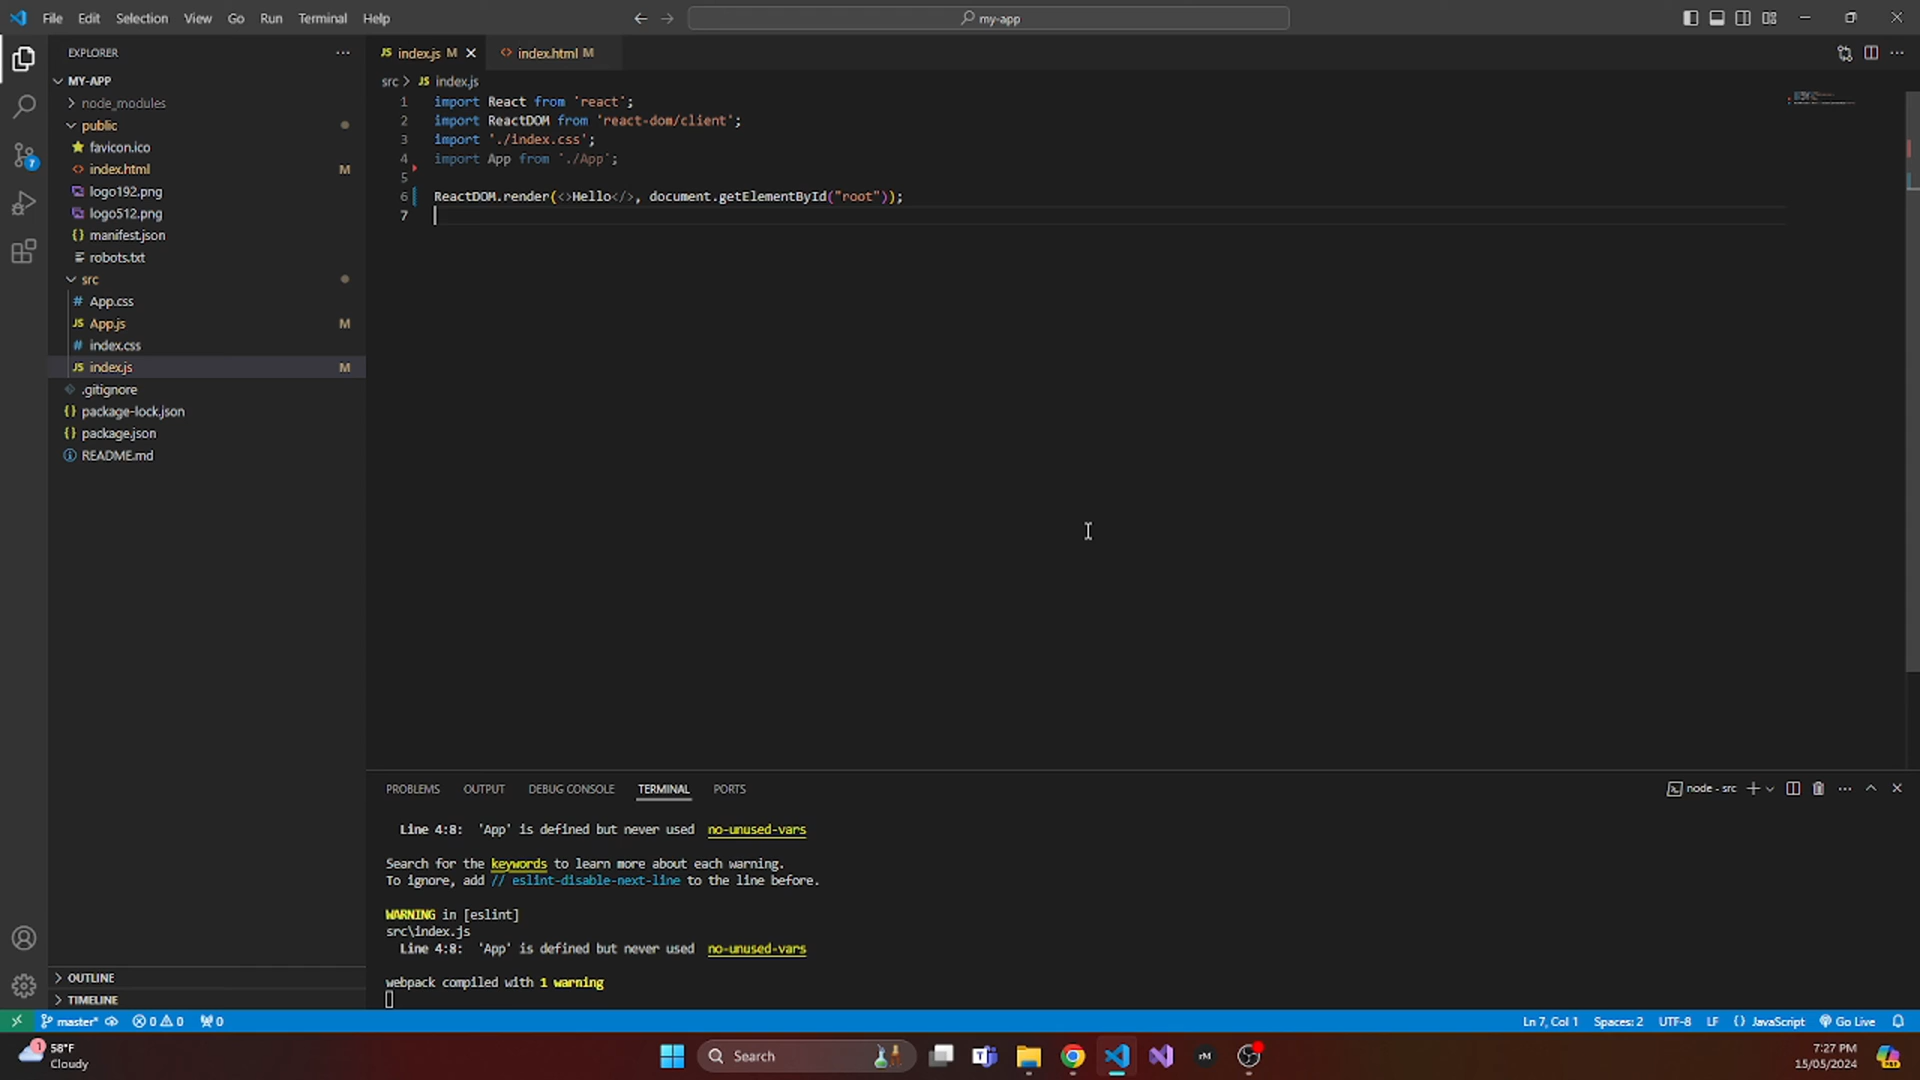 File Edit Selection View Go Run Terminal Help
my-app
EXPLORER
MY-APP
node_modules
public
favicon.ico
index.html M
logo192.png
logo512.png
manifest.json
robots.txt
src
App.css
App.js M
index.css
index.js M
.gitignore
package-lock.json
package.json
README.md
OUTLINE
TIMELINE
index.js M
index.html M
src > JS index.js
1 import React from 'react';
2 import ReactDOM from 'react-dom/client';
3 import './index.css';
4 import App from './App';
5
6 ReactDOM.render(<>Hello</>, document.getElementById("root"));
7
PROBLEMS OUTPUT DEBUG CONSOLE TERMINAL PORTS
node - src
Line 4:8: 'App' is defined but never used no-unused-vars
Search for the keywords to learn more about each warning.
To ignore, add // eslint-disable-next-line to the line before.
WARNING in [eslint]
src\index.js
Line 4:8: 'App' is defined but never used no-unused-vars
webpack compiled with 1 warning
master* 0 0 0
Ln 7, Col 1 Spaces: 2 UTF-8 LF {} JavaScript Go Live
1 58°F
Cloudy
Search
rM
7:27 PM
15/05/2024